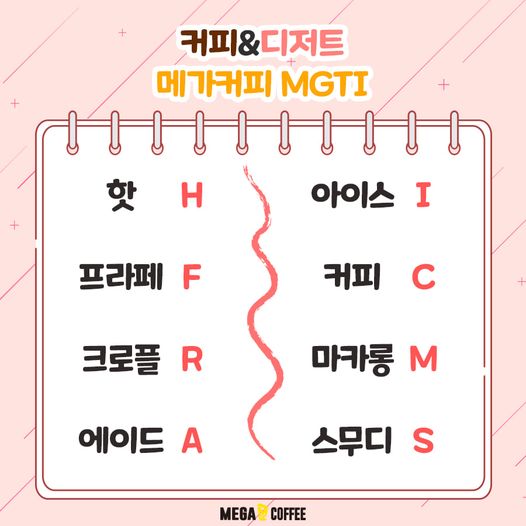 커피&디저트
메가커피 MGTI
핫 H 아이스 I
프라페 F 커피 C
크로플 R 마카롱 M
에이드 A 스무디 S
MEGA COFFEE